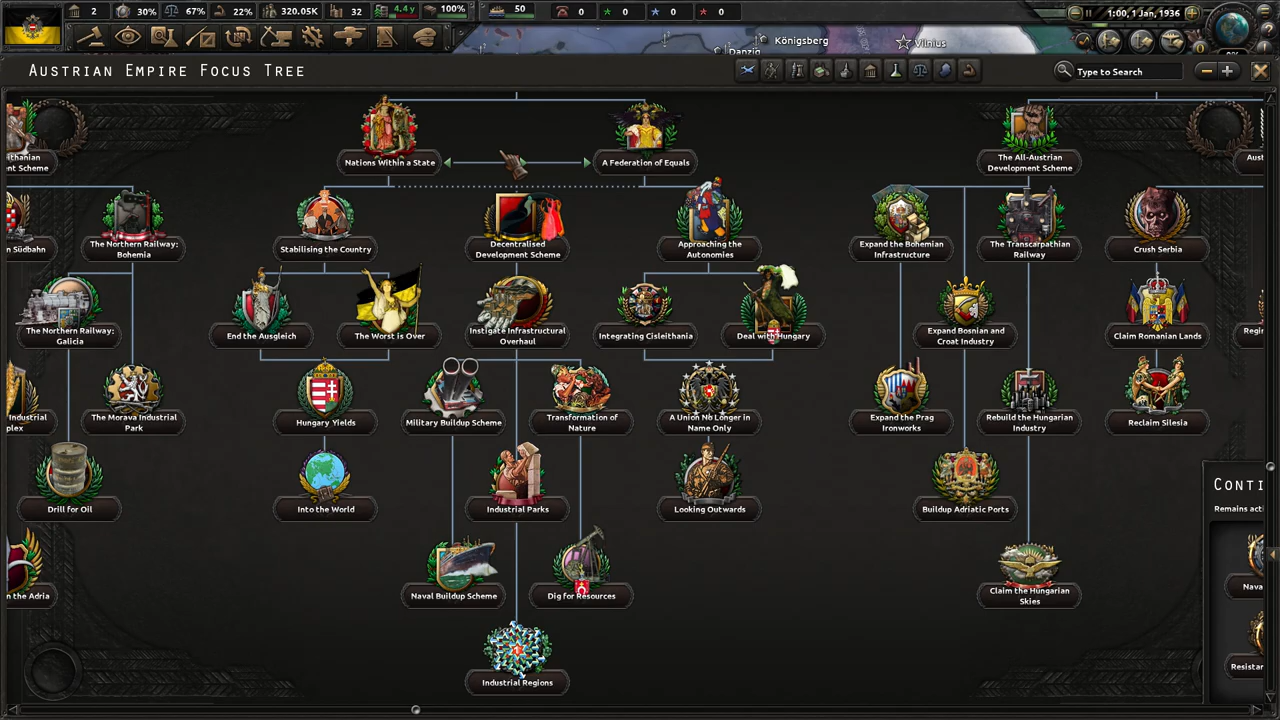 2
30%
67%
22%
320.05K
32
4.4 y
100%
50
0
0
0
0
1:00, 1 Jan, 1936
Königsberg
Danzig
Vilnius
0
AUSTRIAN EMPIRE FOCUS TREE
Type to Search
Nations Within a State
A Federation of Equals
The All-Austrian
Development Scheme
The Northern Railway:
Bohemia
Stabilising the Country
Decentralised
Development Scheme
Approaching the
Autonomies
Expand the Bohemian
Infrastructure
The Transcarpathian
Railway
Crush Serbia
The Northern Railway:
Galicia
End the Ausgleich
The Worst is Over
Instigate Infrastructural
Overhaul
Integrating Cisleithania
Deal with Hungary
Expand Bosnian and
Croat Industry
Claim Romanian Lands
Industrial
The Morava Industrial
Park
Hungary Yields
Military Buildup Scheme
Transformation of
Nature
A Union No Longer in
Name Only
Expand the Prag
Ironworks
Rebuild the Hungarian
Industry
Reclaim Silesia
Drill for Oil
Into the World
Industrial Parks
Looking Outwards
Buildup Adriatic Ports
Naval Buildup Scheme
Dig for Resources
Claim the Hungarian
Skies
Industrial Regions